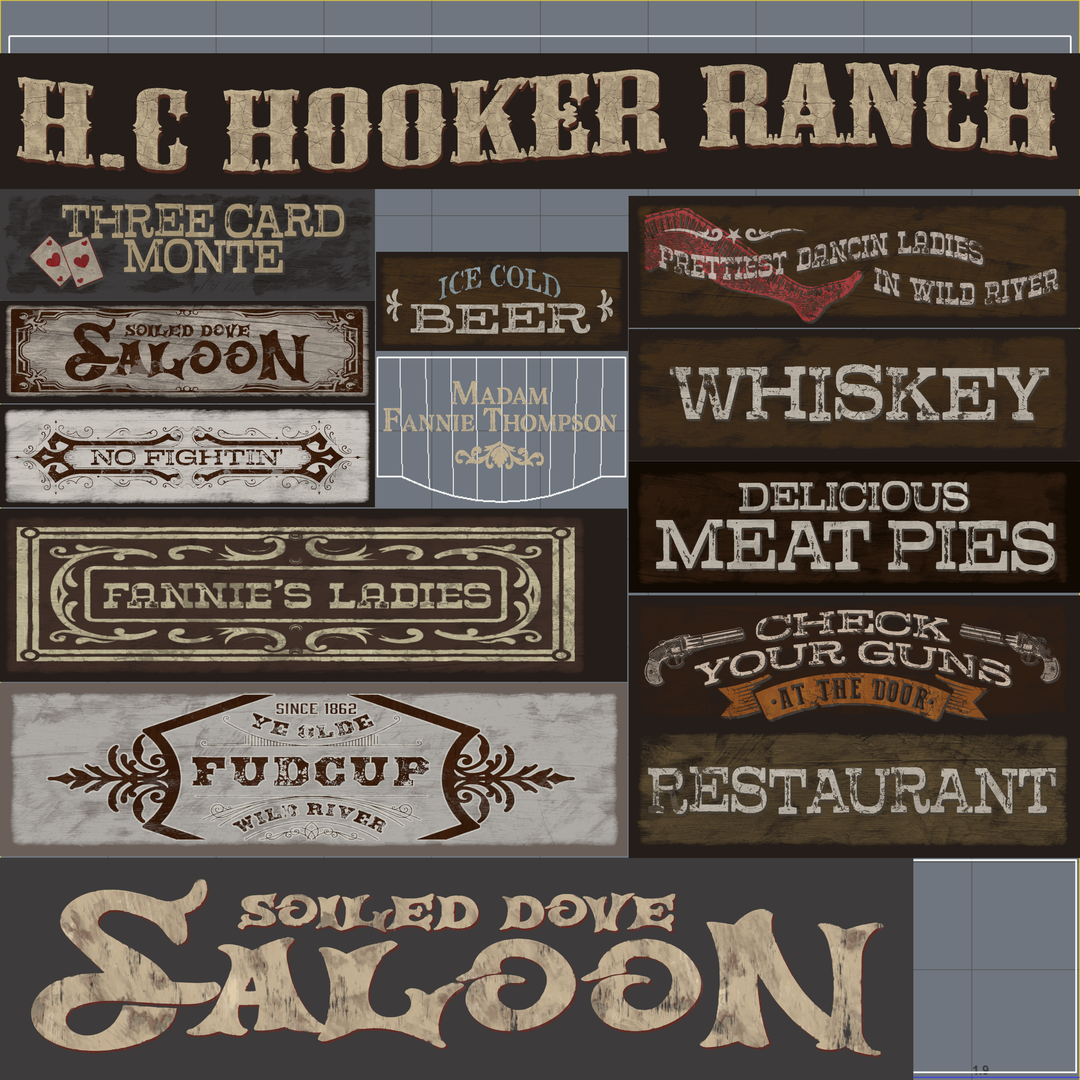 H.C HOOKER RANCH
THREE CARD
MONTE
SOILED DOVE
SALOON
NO FIGHTIN'
ICE COLD
BEER
MADAM
FANNIE THOMPSON
PRETTIEST DANCIN LADIES
IN WILD RIVER
WHISKEY
DELICIOUS
MEAT PIES
CHECK
YOUR GUNS
·AT THE DOOR·
RESTAURANT
FANNIE'S LADIES
SINCE 1862
YE OLDE
FUDCUP
WILD RIVER
SOILED DOVE
SALOON
1.9